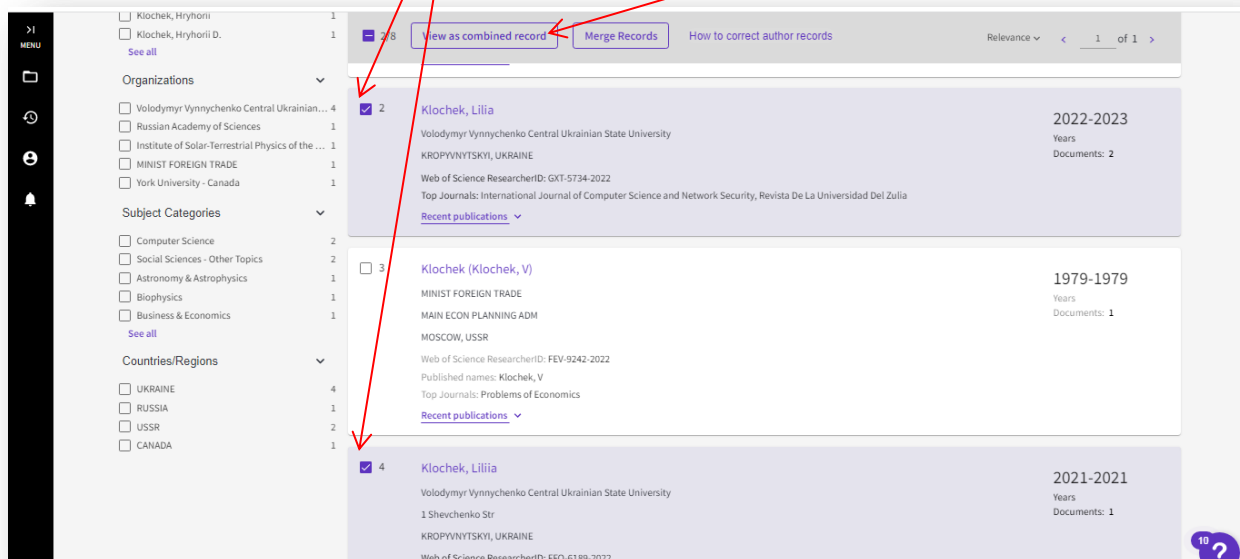 MENU
Klochek, Hryhorii 1
Klochek, Hryhorii D. 1
See all
Organizations
Volodymyr Vynnychenko Central Ukrainian... 4
Russian Academy of Sciences 1
Institute of Solar-Terrestrial Physics of the ... 1
MINIST FOREIGN TRADE 1
York University - Canada 1
Subject Categories
Computer Science 2
Social Sciences - Other Topics 2
Astronomy & Astrophysics 1
Biophysics 1
Business & Economics 1
See all
Countries/Regions
UKRAINE 4
RUSSIA 1
USSR 2
CANADA 1
2/8 View as combined record Merge Records How to correct author records Relevance < 1 of 1 >
2 Klochek, Lilia
Volodymyr Vynnychenko Central Ukrainian State University
KROPYVNYTSKYI, UKRAINE
Web of Science ResearcherID: GXT-5734-2022
Top Journals: International Journal of Computer Science and Network Security, Revista De La Universidad Del Zulia
Recent publications
2022-2023
Years
Documents: 2
3 Klochek (Klochek, V)
MINIST FOREIGN TRADE
MAIN ECON PLANNING ADM
MOSCOW, USSR
Web of Science ResearcherID: FEV-9242-2022
Published names: Klochek, V
Top Journals: Problems of Economics
Recent publications
1979-1979
Years
Documents: 1
4 Klochek, Liliia
Volodymyr Vynnychenko Central Ukrainian State University
1 Shevchenko Str
KROPYVNYTSKYI, UKRAINE
Web of Science ResearcherID: FFO-6189-2022
2021-2021
Years
Documents: 1
10
?